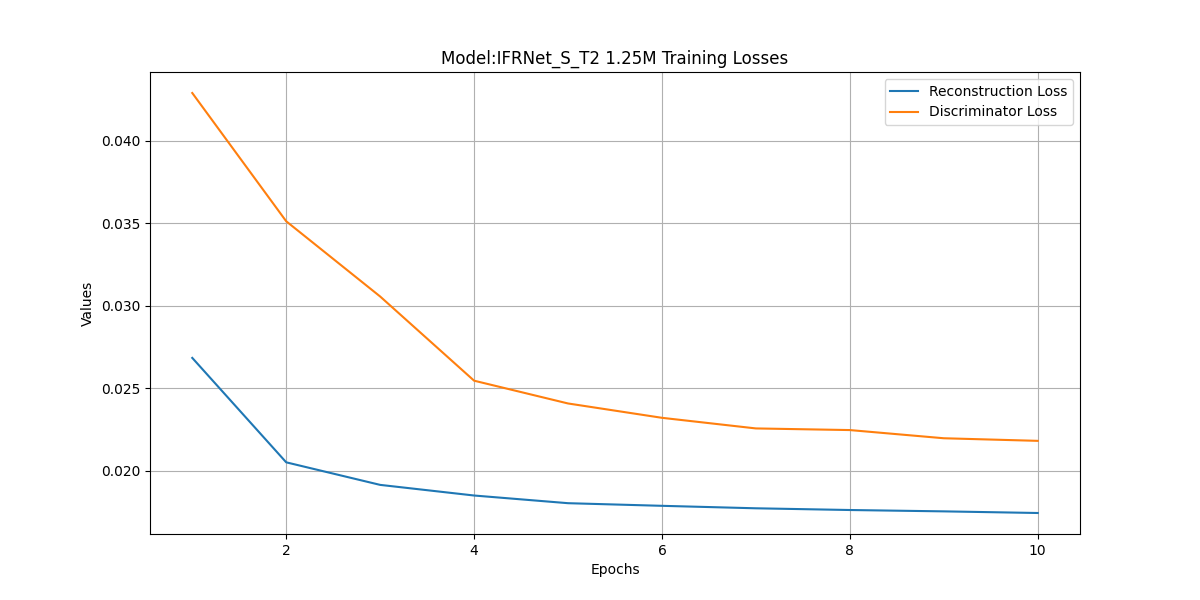 Model:IFRNet_S_T2 1.25M Training Losses
Reconstruction Loss
Discriminator Loss
Values
0.040
0.035
0.030
0.025
0.020
2 4 6 8 10
Epochs